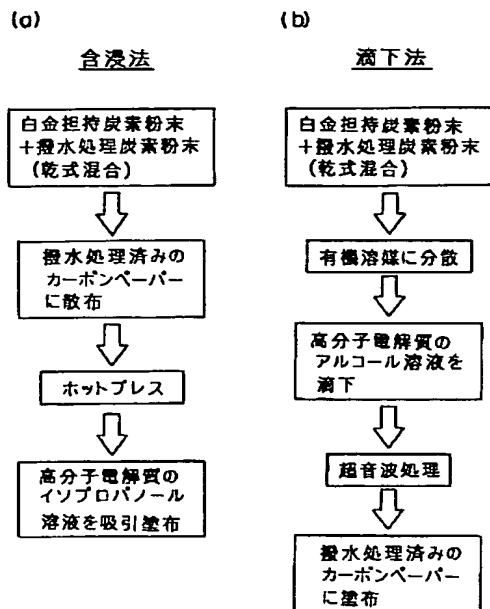 (a)
含浸法
白金担持炭素粉末
+撥水処理炭素粉末
(乾式混合)
撥水処理済みの
カーボンペーパー
に散布
ホットプレス
高分子電解質の
イソプロパノール
溶液を吸引塗布
(b)
滴下法
白金担持炭素粉末
+撥水処理炭素粉末
(乾式混合)
有機溶媒に分散
高分子電解質の
アルコール溶液を
滴下
超音波処理
撥水処理済みの
カーボンペーパー
に塗布